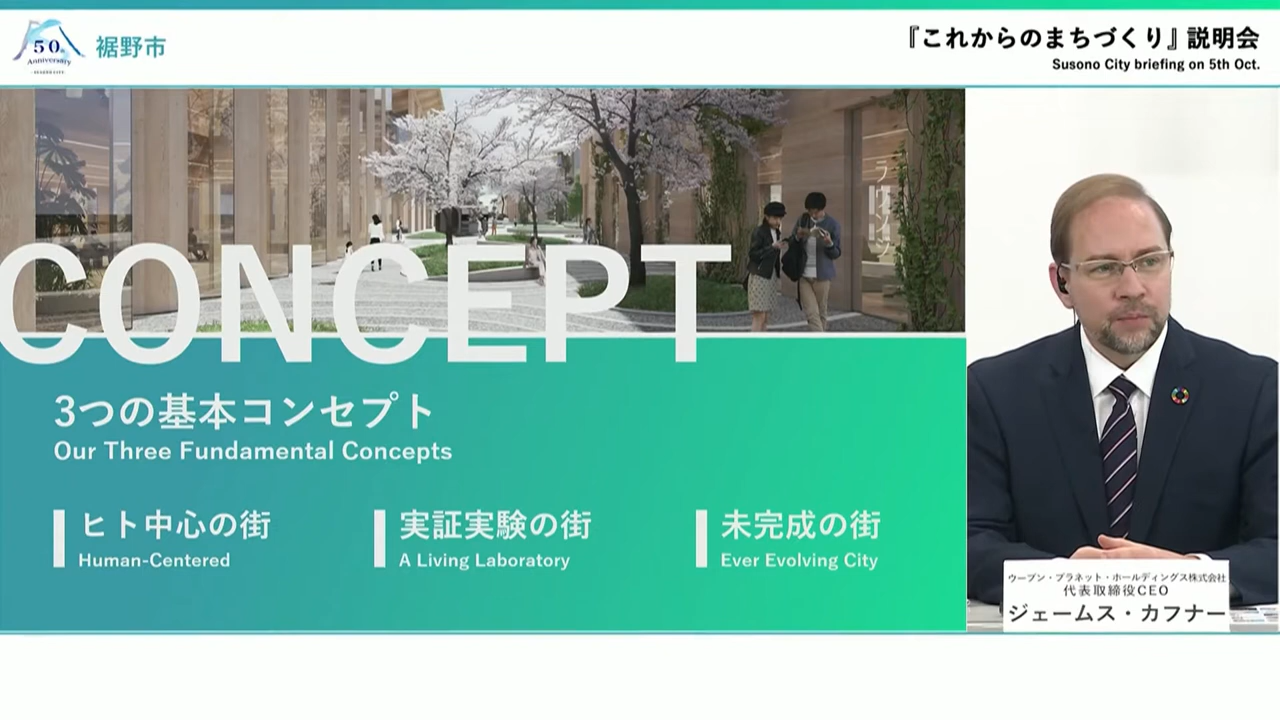 50th
Anniversary
裾野市
『これからのまちづくり』説明会
Susono City briefing on 5th Oct.
CONCEPT
3つの基本コンセプト
Our Three Fundamental Concepts
ヒト中心の街
Human-Centered
実証実験の街
A Living Laboratory
未完成の街
Ever Evolving City
ウーブン・プラネット・ホールディングス株式会社
代表取締役CEO
ジェームス・カフナー